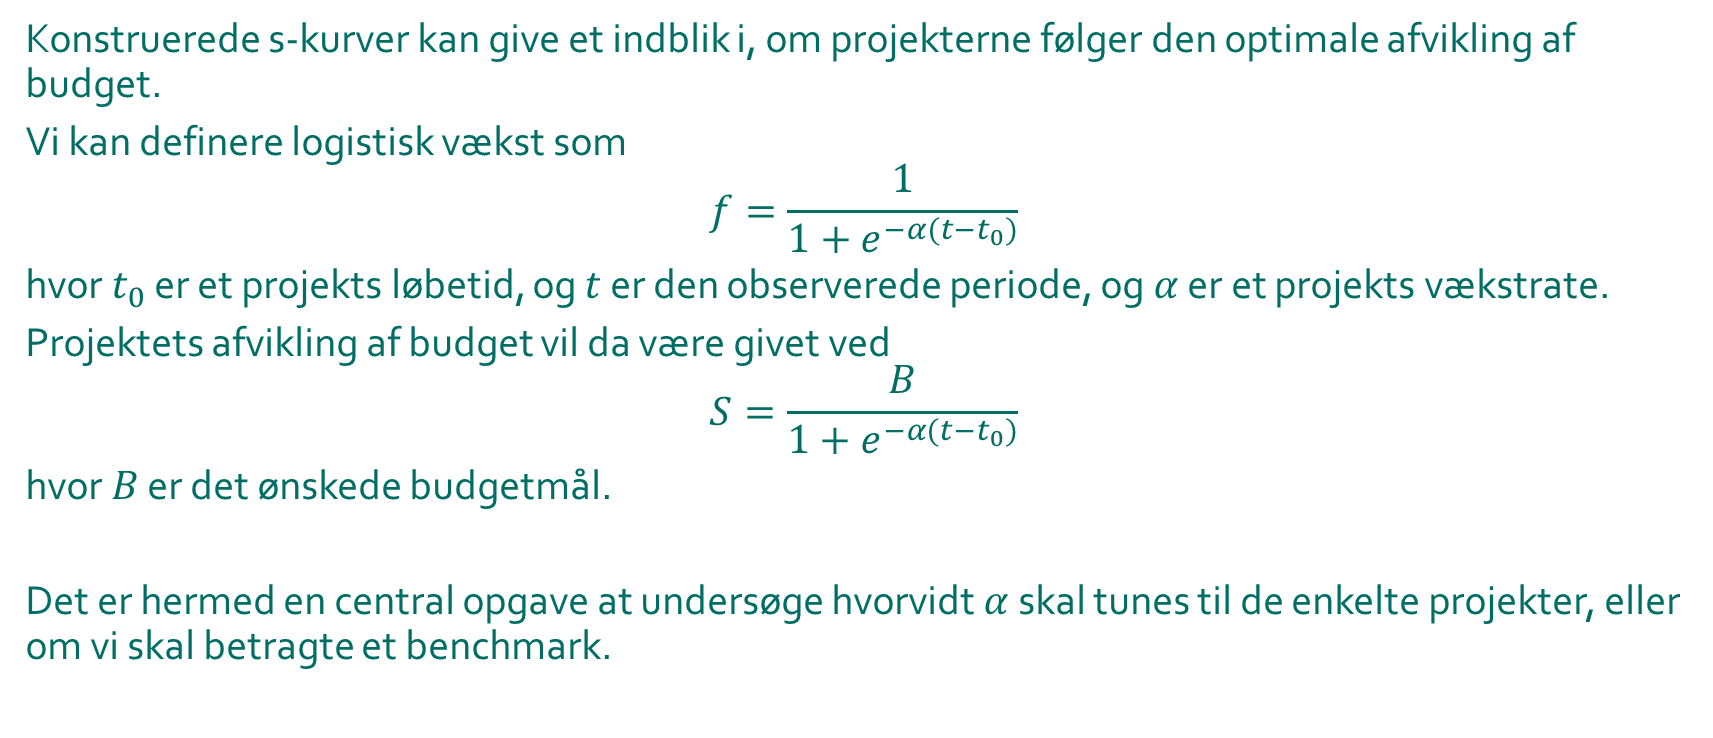 Konstruerede s-kurver kan give et indblik i, om projekterne følger den optimale afvikling af
budget.
Vi kan definere logistisk vækst som
f = 1 / (1 + e^{−α(t−t₀)})
hvor t₀ er et projekts løbetid, og t er den observerede periode, og α er et projekts vækstrate.
Projektets afvikling af budget vil da være givet ved
S = B / (1 + e^{−α(t−t₀)})
hvor B er det ønskede budgetmål.
Det er hermed en central opgave at undersøge hvorvidt α skal tunes til de enkelte projekter, eller
om vi skal betragte et benchmark.